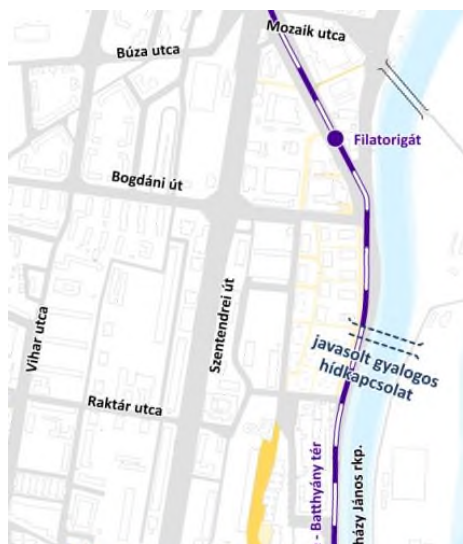 Mozaik utca
Búza utca
Filatorigát
Bogdáni út
Szentendrei út
Vihar utca
javasolt gyalogos
hídkapcsolat
Raktár utca
- Batthyány tér
házy János rkp.